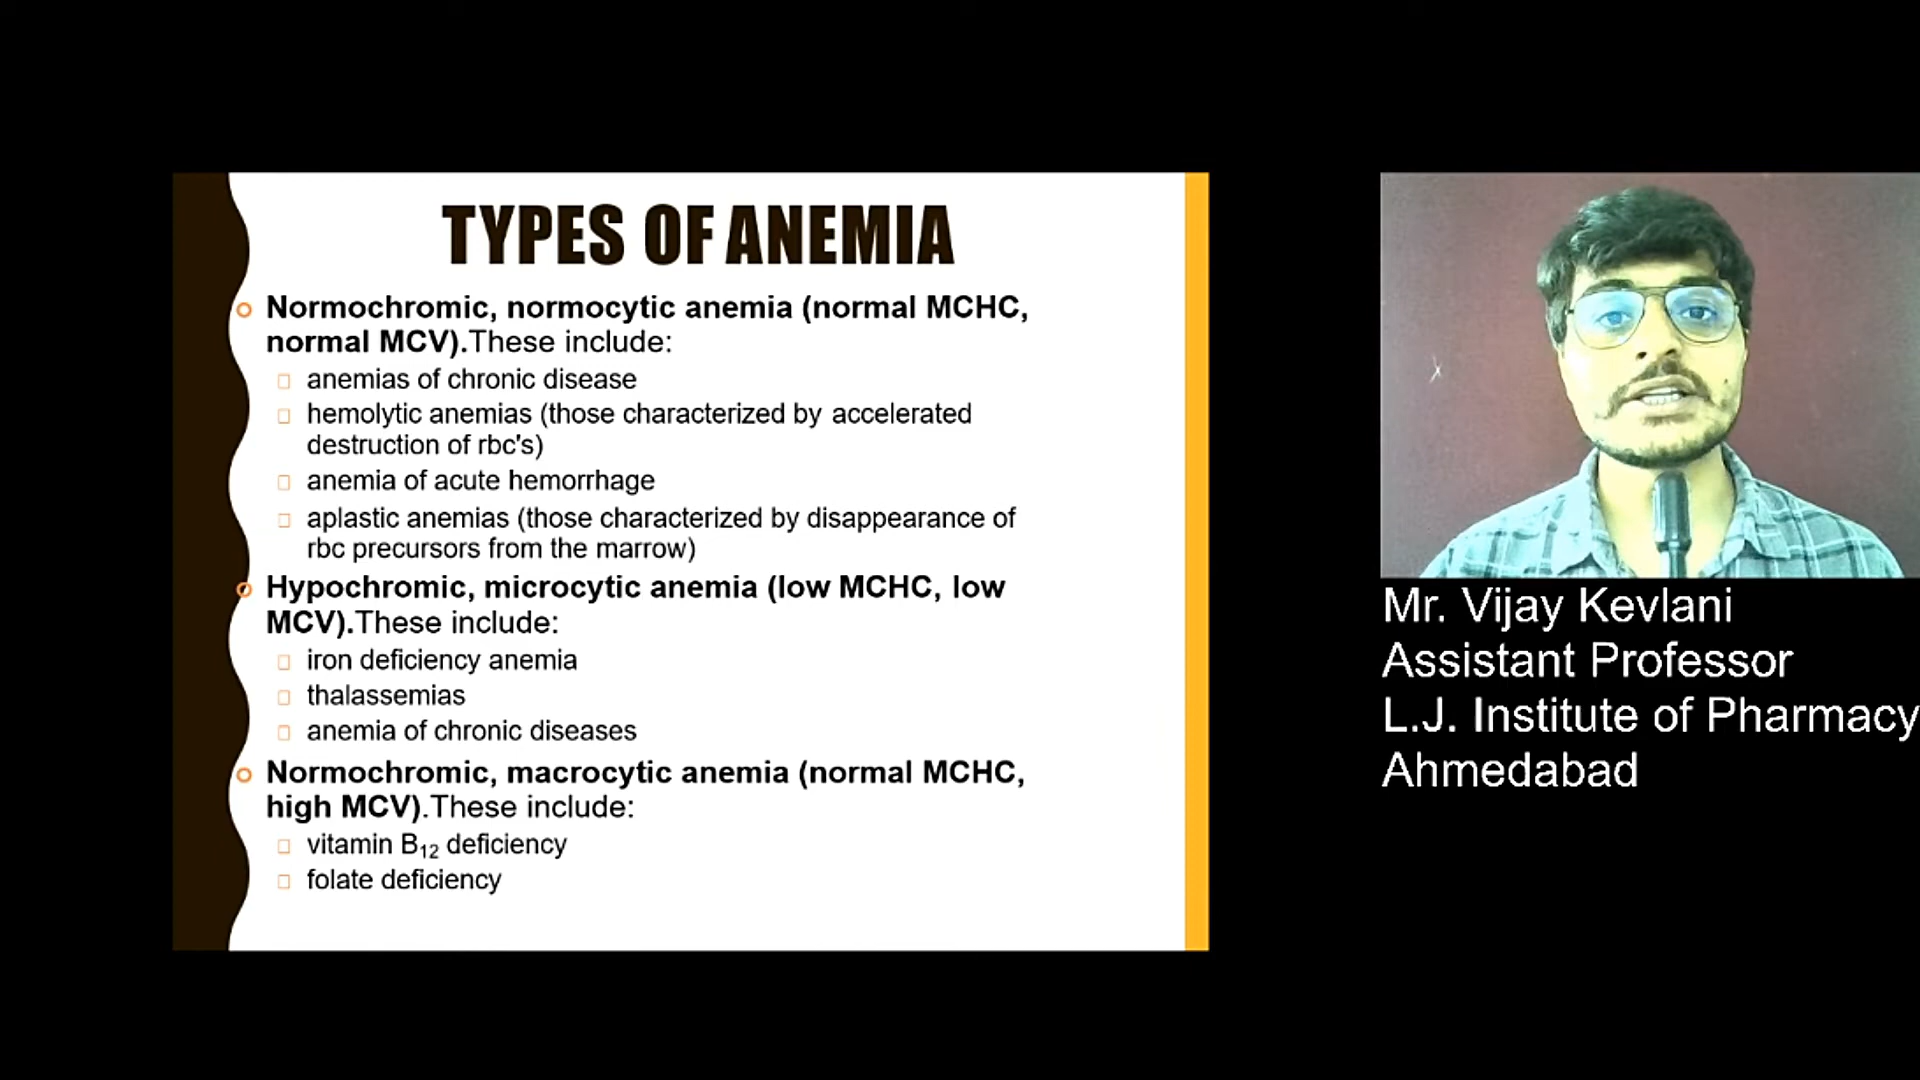 TYPES OF ANEMIA
Normochromic, normocytic anemia (normal MCHC,
normal MCV).These include:
anemias of chronic disease
hemolytic anemias (those characterized by accelerated
destruction of rbc's)
anemia of acute hemorrhage
aplastic anemias (those characterized by disappearance of
rbc precursors from the marrow)
Hypochromic, microcytic anemia (low MCHC, low
MCV).These include:
iron deficiency anemia
thalassemias
anemia of chronic diseases
Normochromic, macrocytic anemia (normal MCHC,
high MCV).These include:
vitamin B₁₂ deficiency
folate deficiency
Mr. Vijay Kevlani
Assistant Professor
L.J. Institute of Pharmacy
Ahmedabad